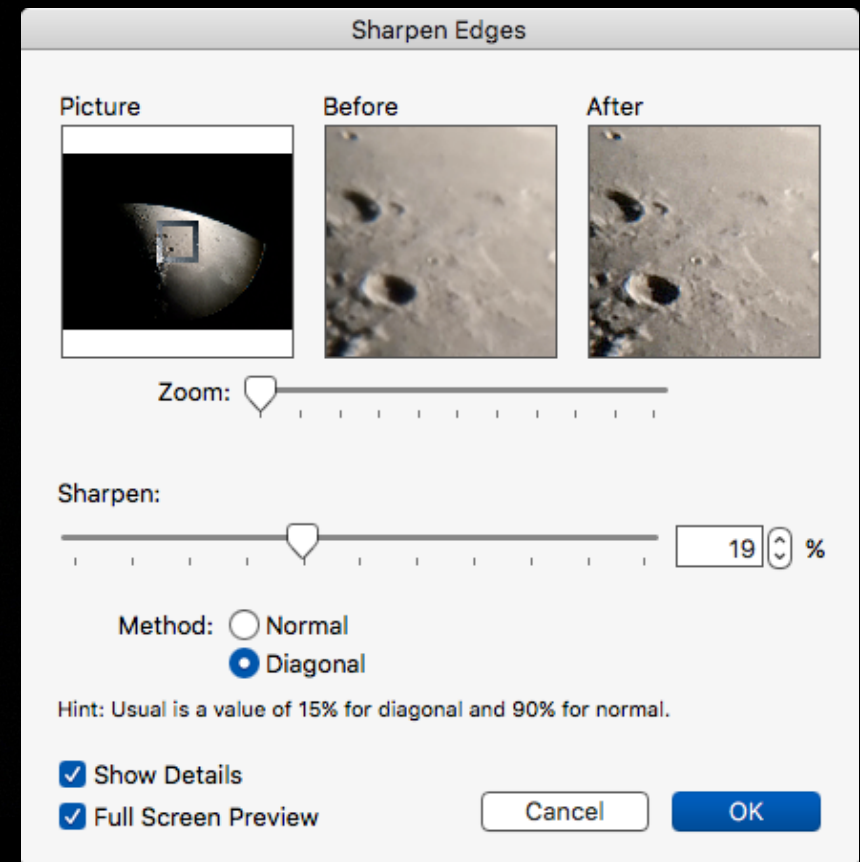 Sharpen Edges
Picture
Before
After
Zoom:
Sharpen:
19 %
Method:
Normal
Diagonal
Hint: Usual is a value of 15% for diagonal and 90% for normal.
Show Details
Full Screen Preview
Cancel
OK